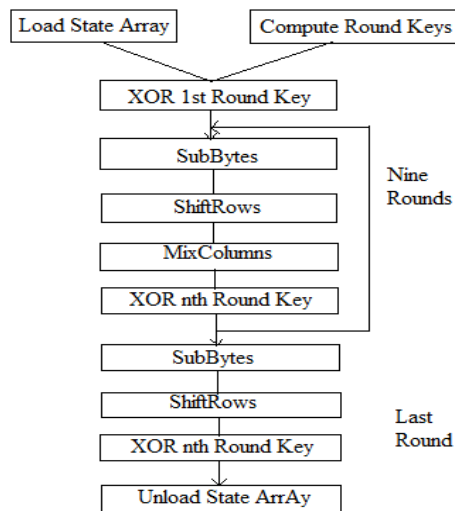 Load State Array
Compute Round Keys
XOR 1st Round Key
SubBytes
Nine
Rounds
ShiftRows
MixColumns
XOR nth Round Key
SubBytes
ShiftRows
Last
Round
XOR nth Round Key
Unload State ArrAy